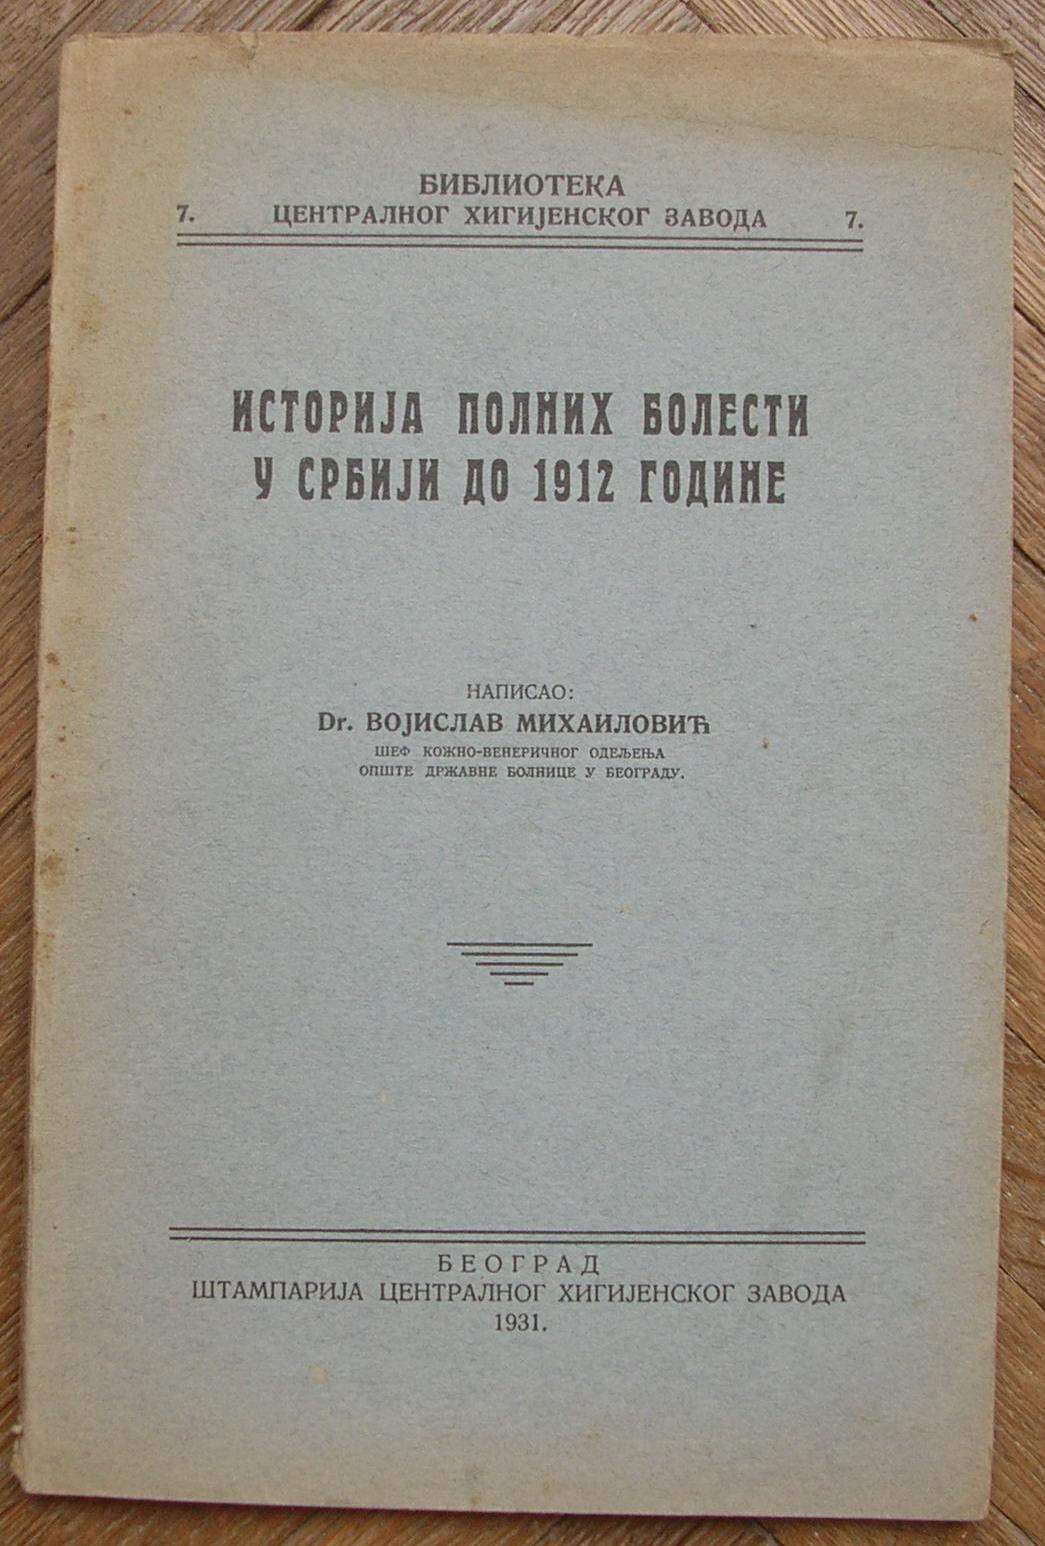 БИБЛИОТЕКА
7. ЦЕНТРАЛНОГ ХИГИЈЕНСКОГ ЗАВОДА 7.
ИСТОРИЈА ПОЛНИХ БОЛЕСТИ
У СРБИЈИ ДО 1912 ГОДИНЕ
НАПИСАО:
Dr. ВОЈИСЛАВ МИХАИЛОВИЋ
ШЕФ КОЖНО-ВЕНЕРИЧНОГ ОДЕЉЕЊА
ОПШТЕ ДРЖАВНЕ БОЛНИЦЕ У БЕОГРАДУ.
БЕОГРАД
ШТАМПАРИЈА ЦЕНТРАЛНОГ ХИГИЈЕНСКОГ ЗАВОДА
1931.